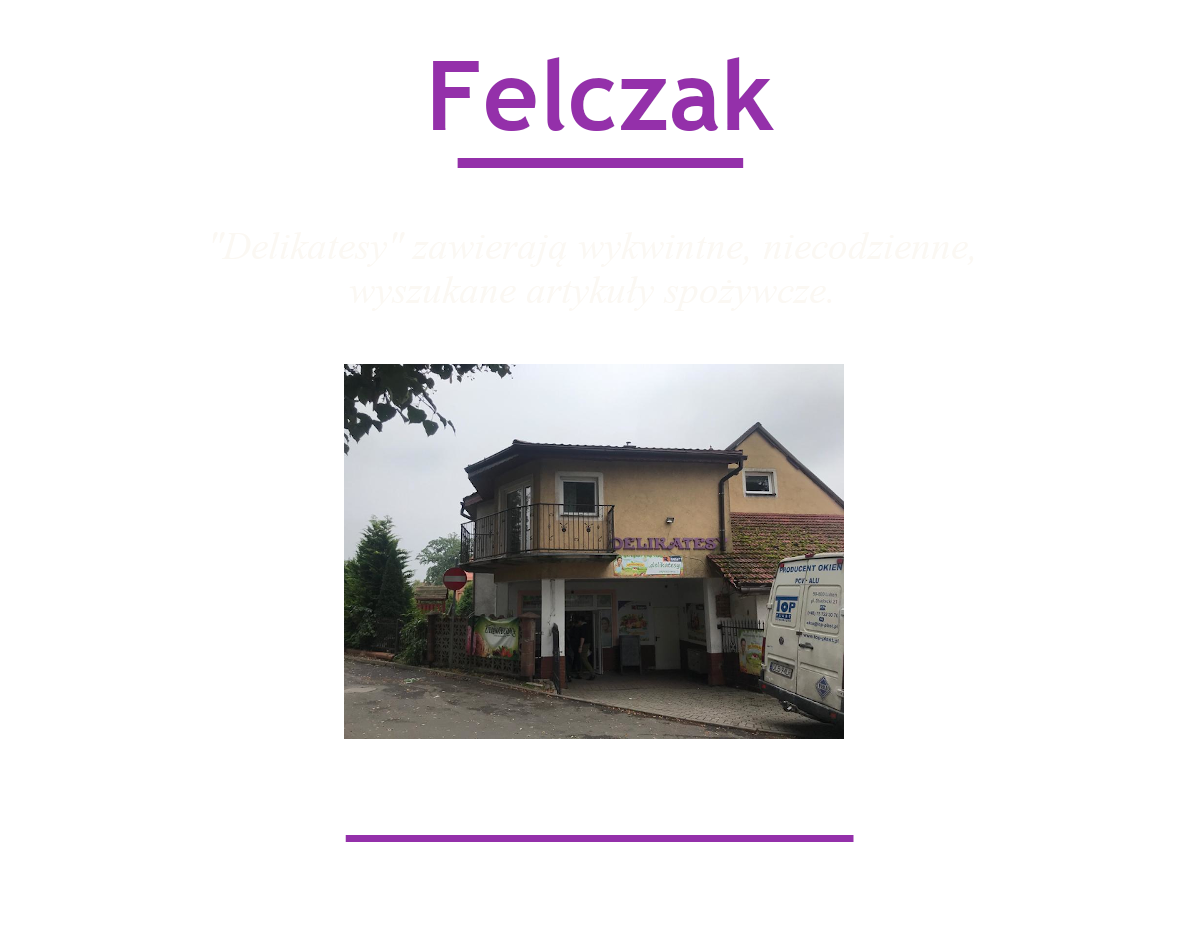 Felczak
"Delikatesy" zawierają wykwintne, niecodzienne,
wyszukane artykuły spożywcze.
DELIKATESY
delikatesy
PRODUCENT OKIEN
PCV - ALU
TOP